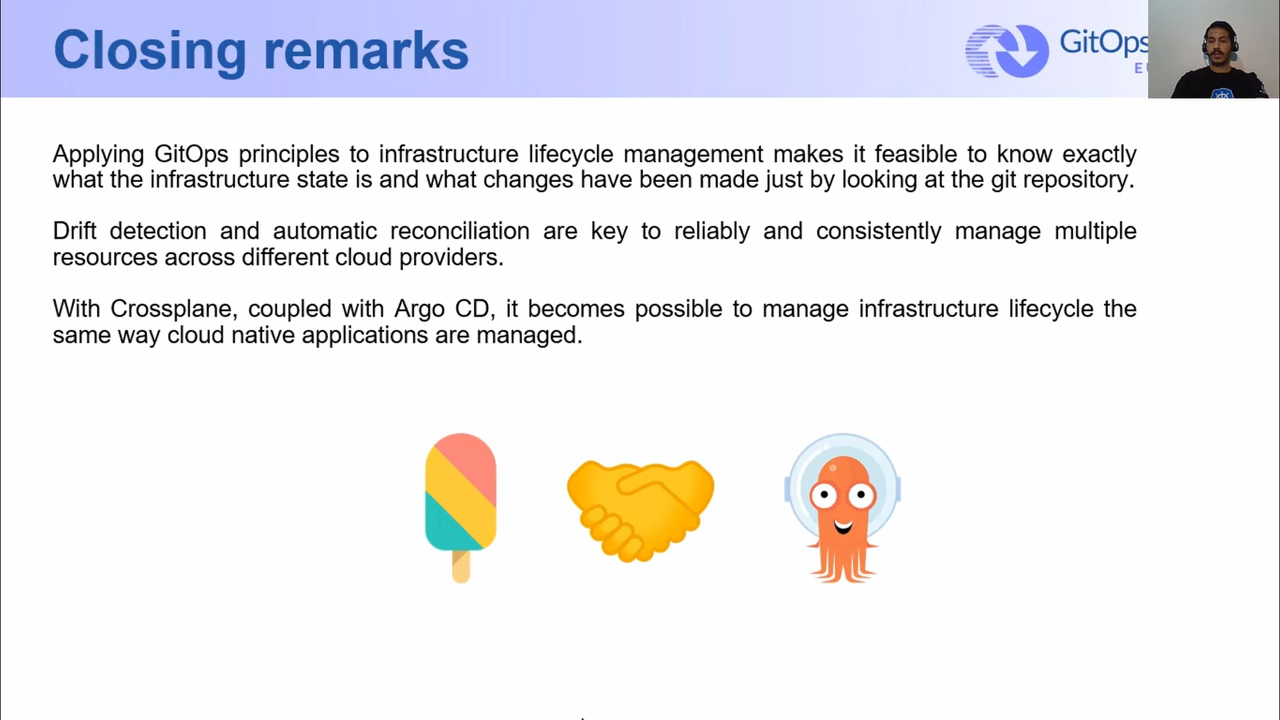 Closing remarks
GitOps
Applying GitOps principles to infrastructure lifecycle management makes it feasible to know exactly
what the infrastructure state is and what changes have been made just by looking at the git repository.
Drift detection and automatic reconciliation are key to reliably and consistently manage multiple
resources across different cloud providers.
With Crossplane, coupled with Argo CD, it becomes possible to manage infrastructure lifecycle the
same way cloud native applications are managed.